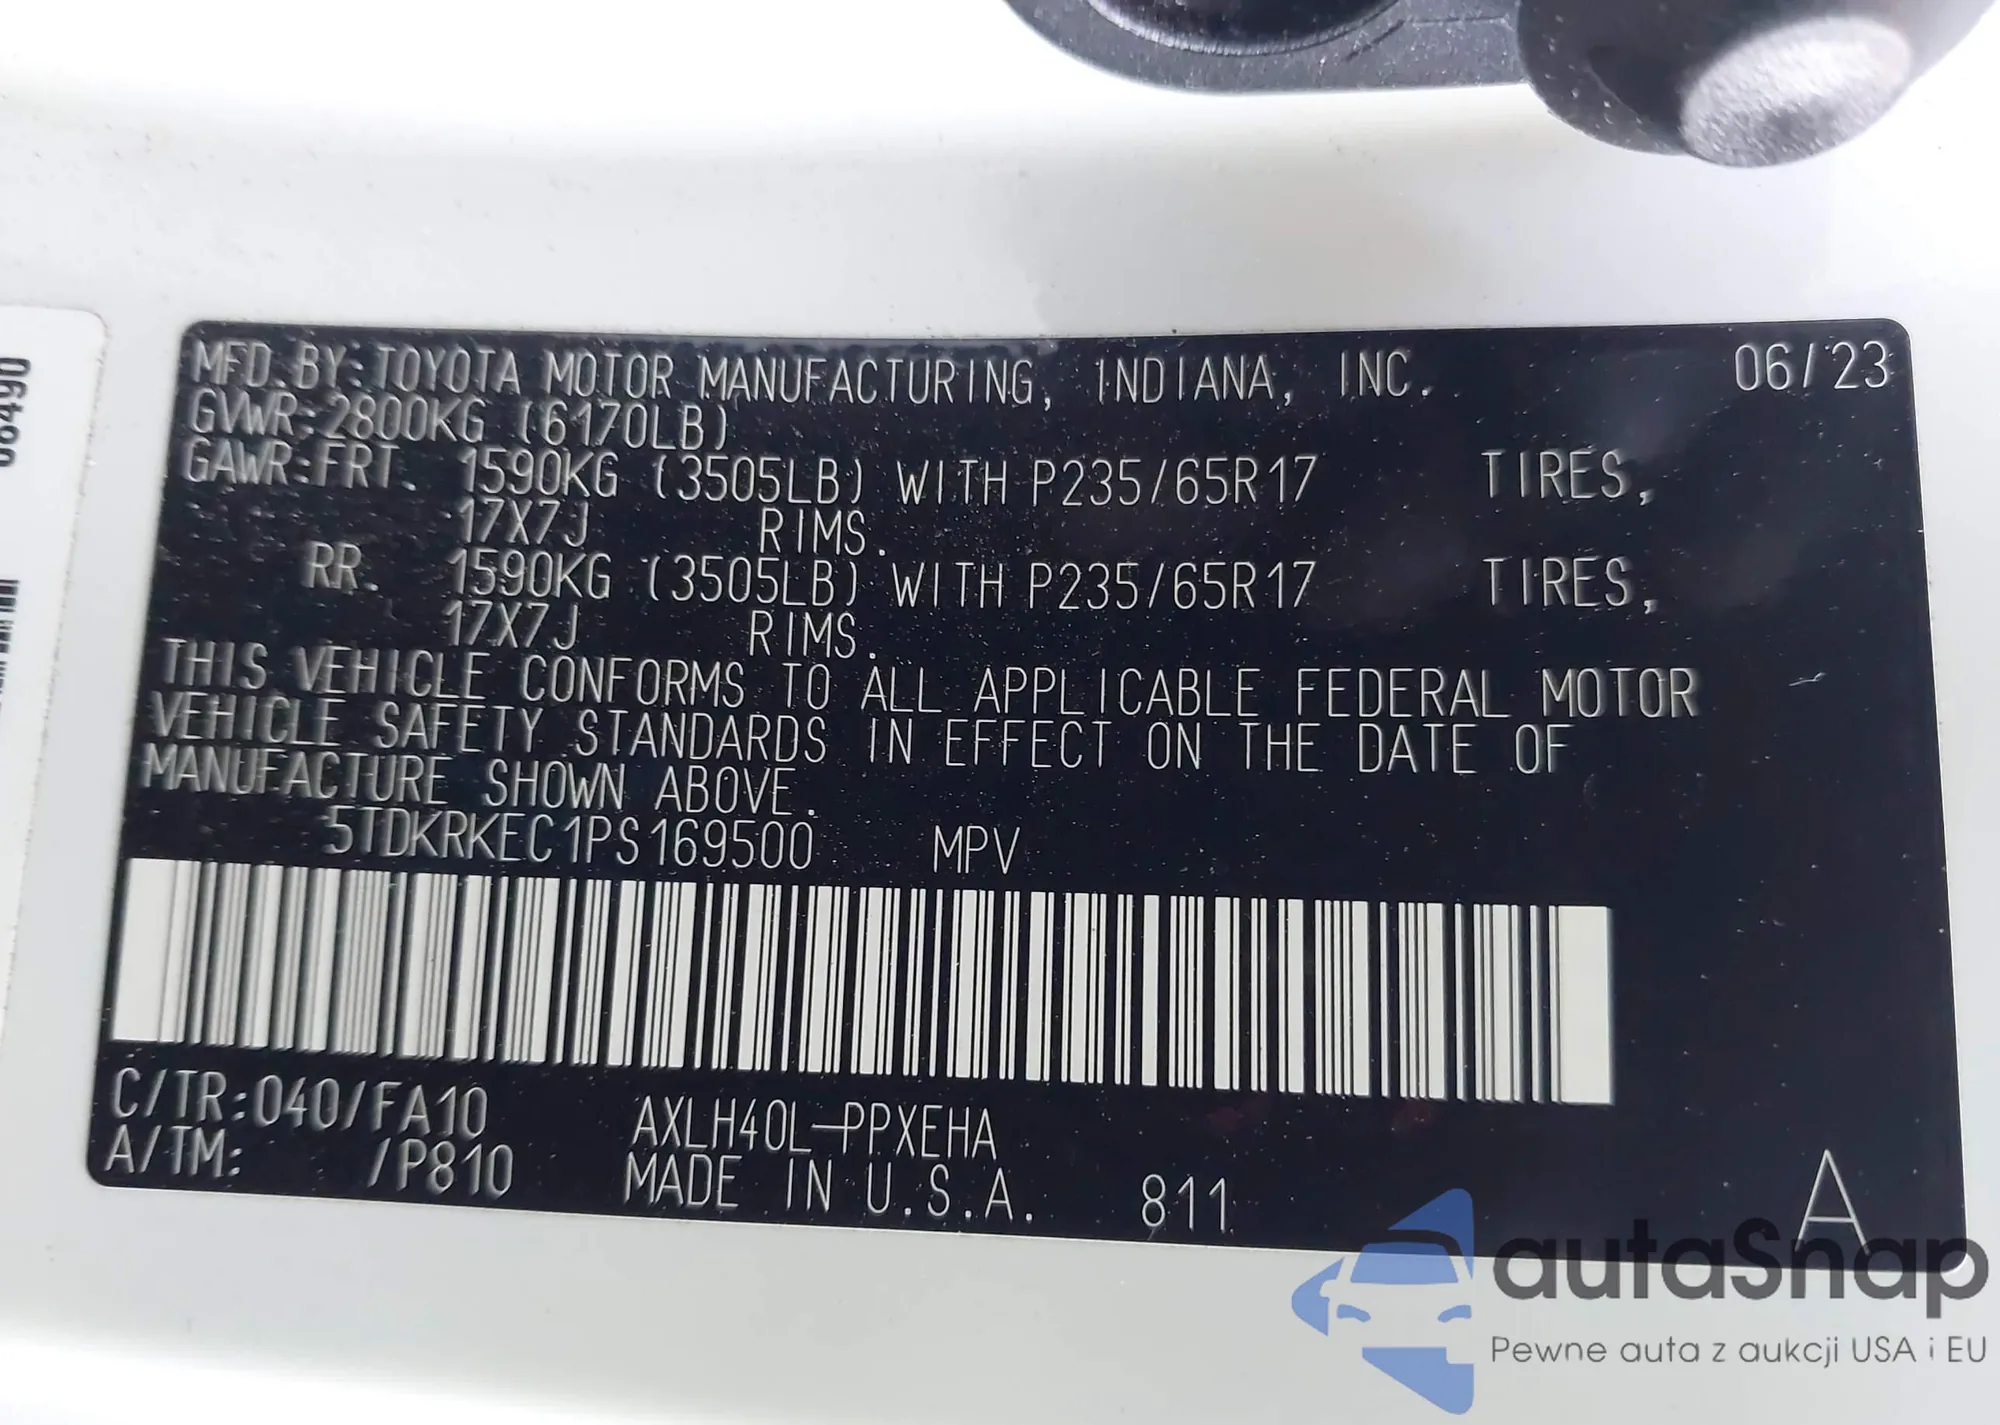 06490
MFD. BY: TOYOTA MOTOR MANUFACTURING, INDIANA, INC. 06/23
GVWR: 2800KG (6170LB)
GAWR: FRT. 1590KG (3505LB) WITH P235/65R17 TIRES,
17X7J RIMS.
RR. 1590KG (3505LB) WITH P235/65R17 TIRES,
17X7J RIMS.
THIS VEHICLE CONFORMS TO ALL APPLICABLE FEDERAL MOTOR
VEHICLE SAFETY STANDARDS IN EFFECT ON THE DATE OF
MANUFACTURE SHOWN ABOVE.
5TDKRKEC1PS169500 MPV
C/TR: 040/FA10 AXLH40L-PPXEHA
A/TM: /P810 MADE IN U.S.A. 811 A
autaSnap
Pewne auta z aukcji USA i EU